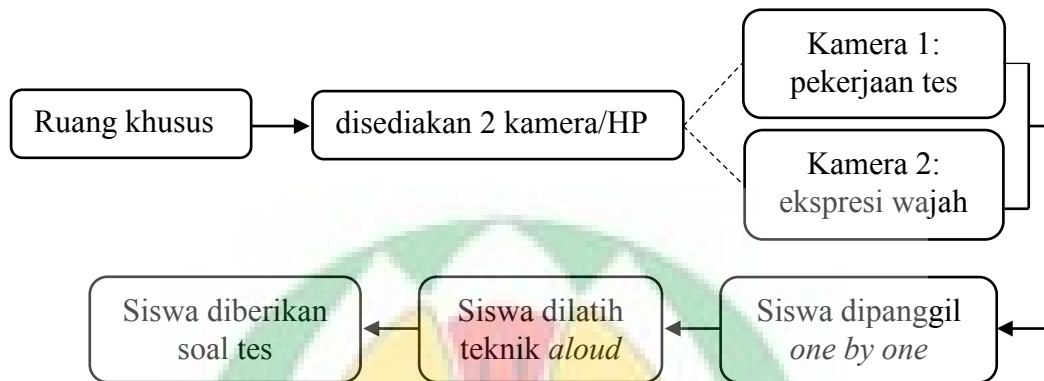 Ruang khusus
disediakan 2 kamera/HP
Kamera 1:
pekerjaan tes
Kamera 2:
ekspresi wajah
Siswa dipanggil
one by one
Siswa dilatih
teknik aloud
Siswa diberikan
soal tes